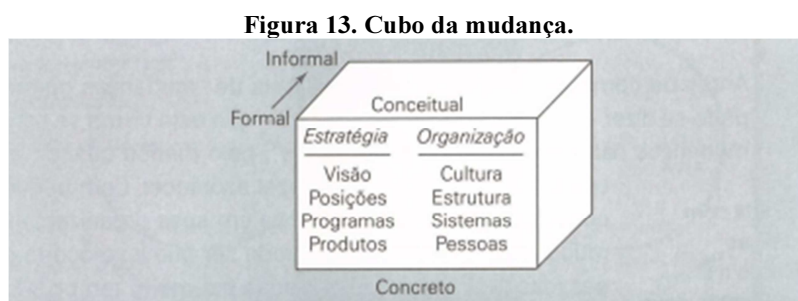 Figura 13. Cubo da mudança.
Informal
Formal
Conceitual
Estratégia Organização
Visão Cultura
Posições Estrutura
Programas Sistemas
Produtos Pessoas
Concreto